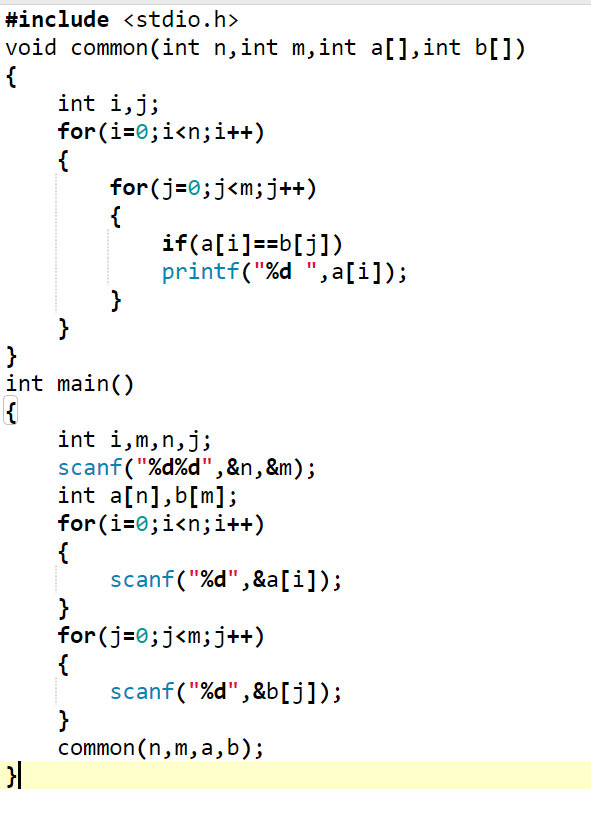 #include <stdio.h>
void common(int n,int m,int a[],int b[])
{
    int i,j;
    for(i=0;i<n;i++)
    {
        for(j=0;j<m;j++)
        {
            if(a[i]==b[j])
            printf("%d ",a[i]);
        }
    }
}
int main()
{
    int i,m,n,j;
    scanf("%d%d",&n,&m);
    int a[n],b[m];
    for(i=0;i<n;i++)
    {
        scanf("%d",&a[i]);
    }
    for(j=0;j<m;j++)
    {
        scanf("%d",&b[j]);
    }
    common(n,m,a,b);
}